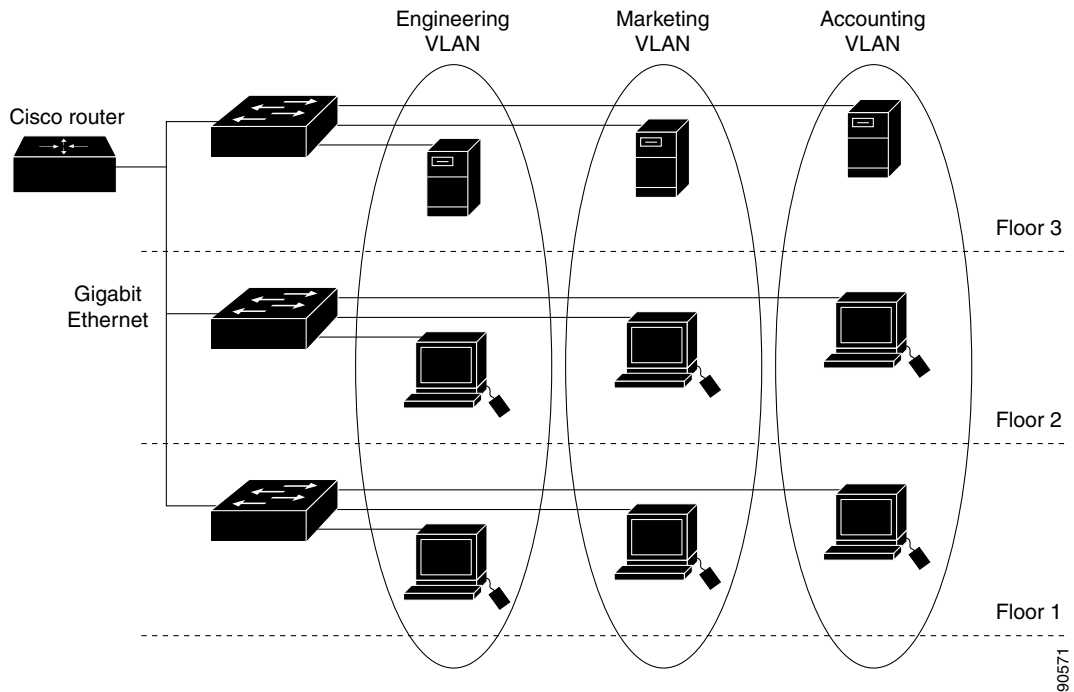 Engineering
VLAN
Marketing
VLAN
Accounting
VLAN
Cisco router
Floor 3
Gigabit
Ethernet
Floor 2
Floor 1
90571